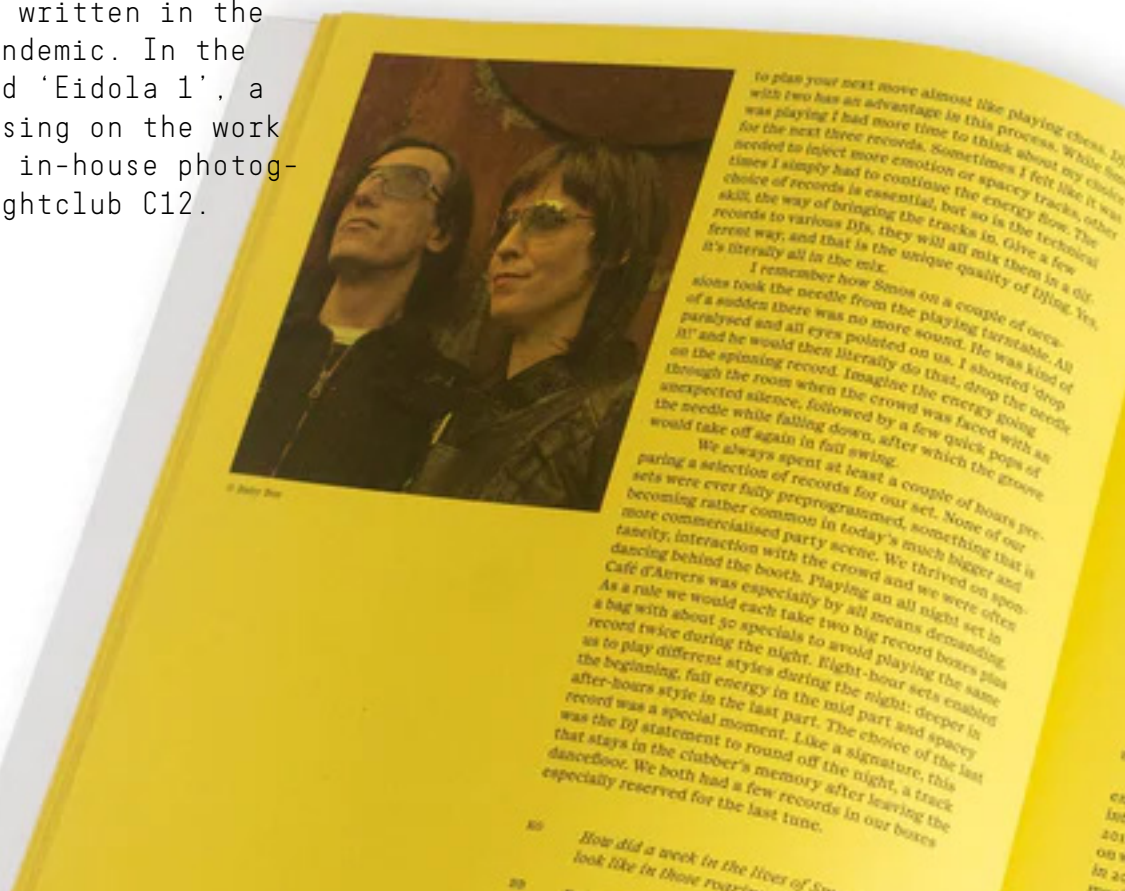 written in the
ndemic. In the
d ‘Eidola 1’, a
sing on the work
in-house photog-
ghtclub C12.
to plan your next move almost like playing chess. DJ
with two has an advantage in this process. While Smos
was playing I had more time to think about my choice
for the next three records. Sometimes I felt like it was
needed to inject more emotion or spacey tracks, other
times I simply had to continue the energy flow. The
choice of records is essential, but so is the technical
skill, the way of bringing the tracks in. Give a few
records to various DJs, they will all mix them in a dif-
ferent way, and that is the unique quality of DJing. Yes,
it's literally all in the mix.
I remember how Smos on a couple of occa-
sions took the needle from the playing turntable. All
of a sudden there was no more sound. He was kind of
paralysed and all eyes pointed on us. I shouted 'drop
it!' and he would then literally do that, drop the needle
on the spinning record. Imagine the energy going
through the room when the crowd was faced with an
unexpected silence, followed by a few quick pops of
the needle while falling down, after which the groove
would take off again in full swing.
We always spent at least a couple of hours pre-
paring a selection of records for our set. None of our
sets were ever fully preprogrammed, something that is
becoming rather common in today's much bigger and
more commercialised party scene. We thrived on spon-
taneity, interaction with the crowd and we were often
dancing behind the booth. Playing an all night set in
Café d'Anvers was especially by all means demanding.
As a rule we would each take two big record boxes plus
a bag with about 50 specials to avoid playing the same
record twice during the night. Eight-hour sets enabled
us to play different styles during the night: deeper in
the beginning, full energy in the mid part and spacey
after-hours style in the last part. The choice of the last
record was a special moment. Like a signature, this
was the DJ statement to round off the night, a track
that stays in the clubber's memory after leaving the
dancefloor. We both had a few records in our boxes
especially reserved for the last tune.
How did a week in the lives of
look like in those